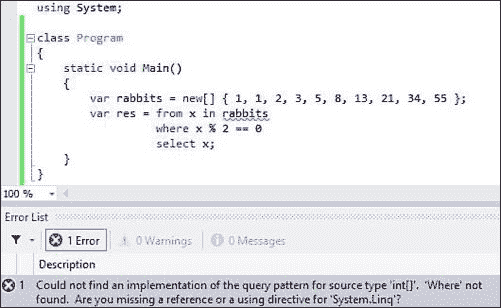 using System;
class Program
{
static void Main()
{
var rabbits = new[] { 1, 1, 2, 3, 5, 8, 13, 21, 34, 55 };
var res = from x in rabbits
where x % 2 == 0
select x;
}
}
100 %
Error List
1 Error
0 Warnings
0 Messages
Description
1 Could not find an implementation of the query pattern for source type 'int[]'. 'Where' not found. Are you missing a reference or a using directive for 'System.Linq'?